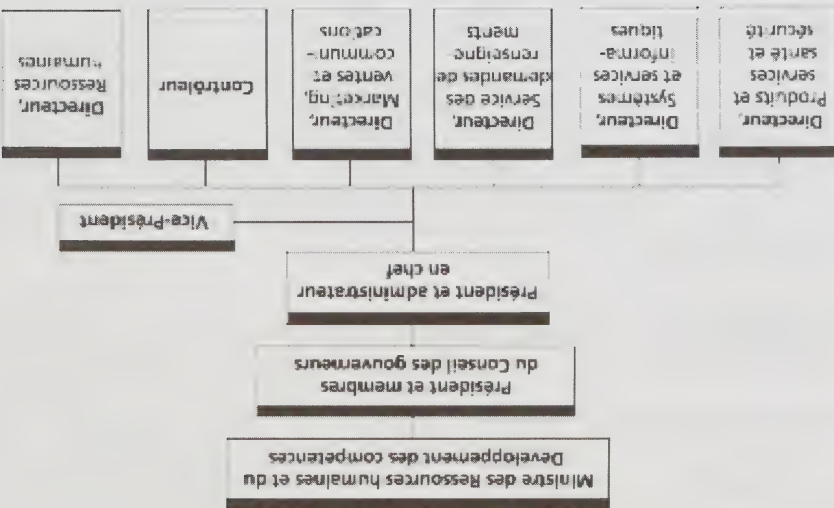 Ministre des Ressources humaines et du
Développement des compétences
Président et membres
du Conseil des gouverneurs
Président et administrateur
en chef
Vice-Président
Directeur,
Produits et
services
santé et
sécurité
Directeur,
Systèmes
et services
informa-
tiques
Directeur,
Service des
demandes de
renseigne-
ments
Directeur,
Marketing,
ventes et
communi-
cations
Contrôleur
Directeur,
Ressources
humaines